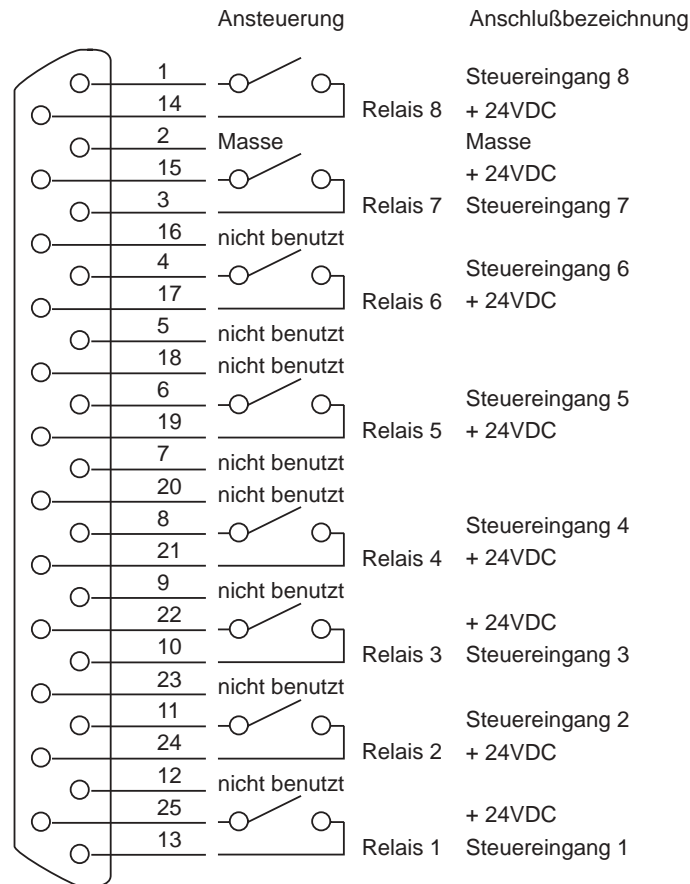 Ansteuerung Anschlußbezeichnung
1 Steuereingang 8
14 Relais 8 + 24VDC
2 Masse Masse
15 + 24VDC
3 Relais 7 Steuereingang 7
16 nicht benutzt
4 Steuereingang 6
17 Relais 6 + 24VDC
5 nicht benutzt
18 nicht benutzt
6 Steuereingang 5
19 Relais 5 + 24VDC
7 nicht benutzt
20 nicht benutzt
8 Steuereingang 4
21 Relais 4 + 24VDC
9 nicht benutzt
22 + 24VDC
10 Relais 3 Steuereingang 3
23 nicht benutzt
11 Steuereingang 2
24 Relais 2 + 24VDC
12 nicht benutzt
25 + 24VDC
13 Relais 1 Steuereingang 1